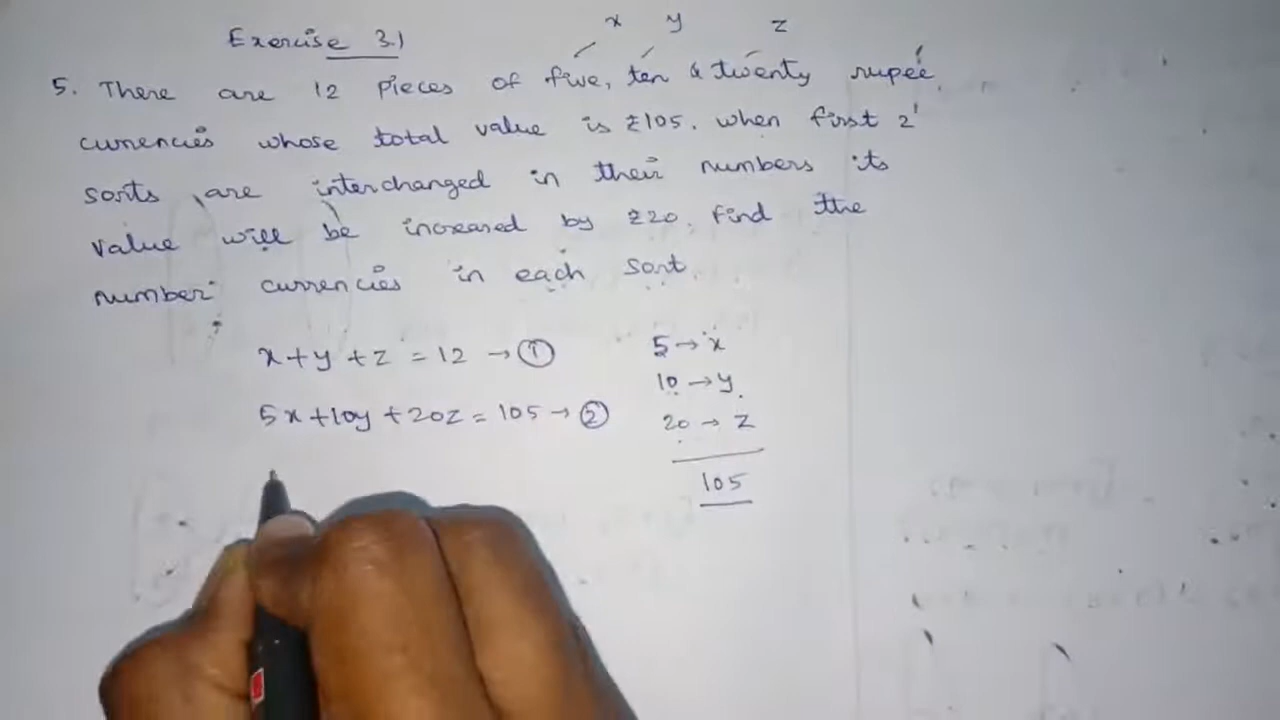 x y z
Exercise 3.1
5. There are 12 pieces of five, ten & twenty rupee
currencies whose total value is ₹105. when first 2
sorts are interchanged in their numbers its
value will be increased by ₹20. Find the
number currencies in each sort.
x+y+z = 12 → ①
5x+10y+20z = 105 → ②
5 → x
10 → y
20 → z
105